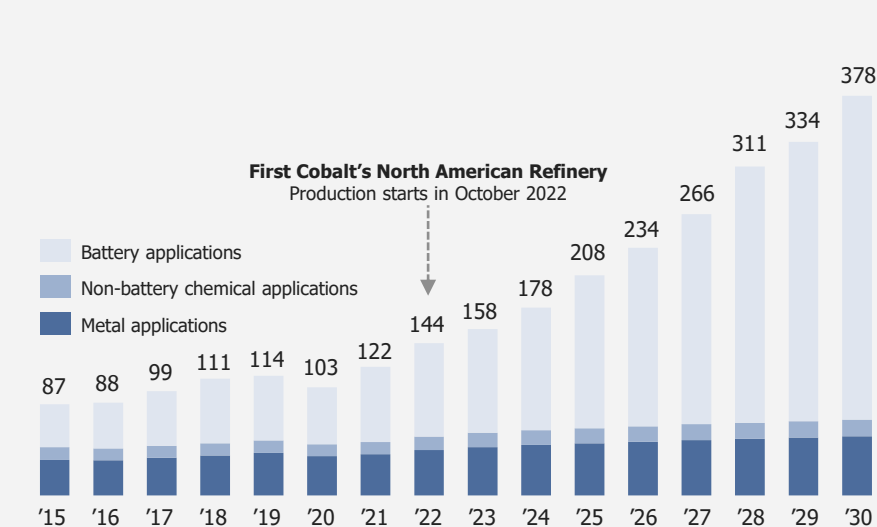 378
334
311
First Cobalt’s North American Refinery
Production starts in October 2022
266
234
Battery applications
208
Non-battery chemical applications
178
Metal applications
158
144
122
111 114
103
99
87 88
’15 ’16 ’17 ’18 ’19 ’20 ’21 ’22 ’23 ’24 ’25 ’26 ’27 ’28 ’29 ’30